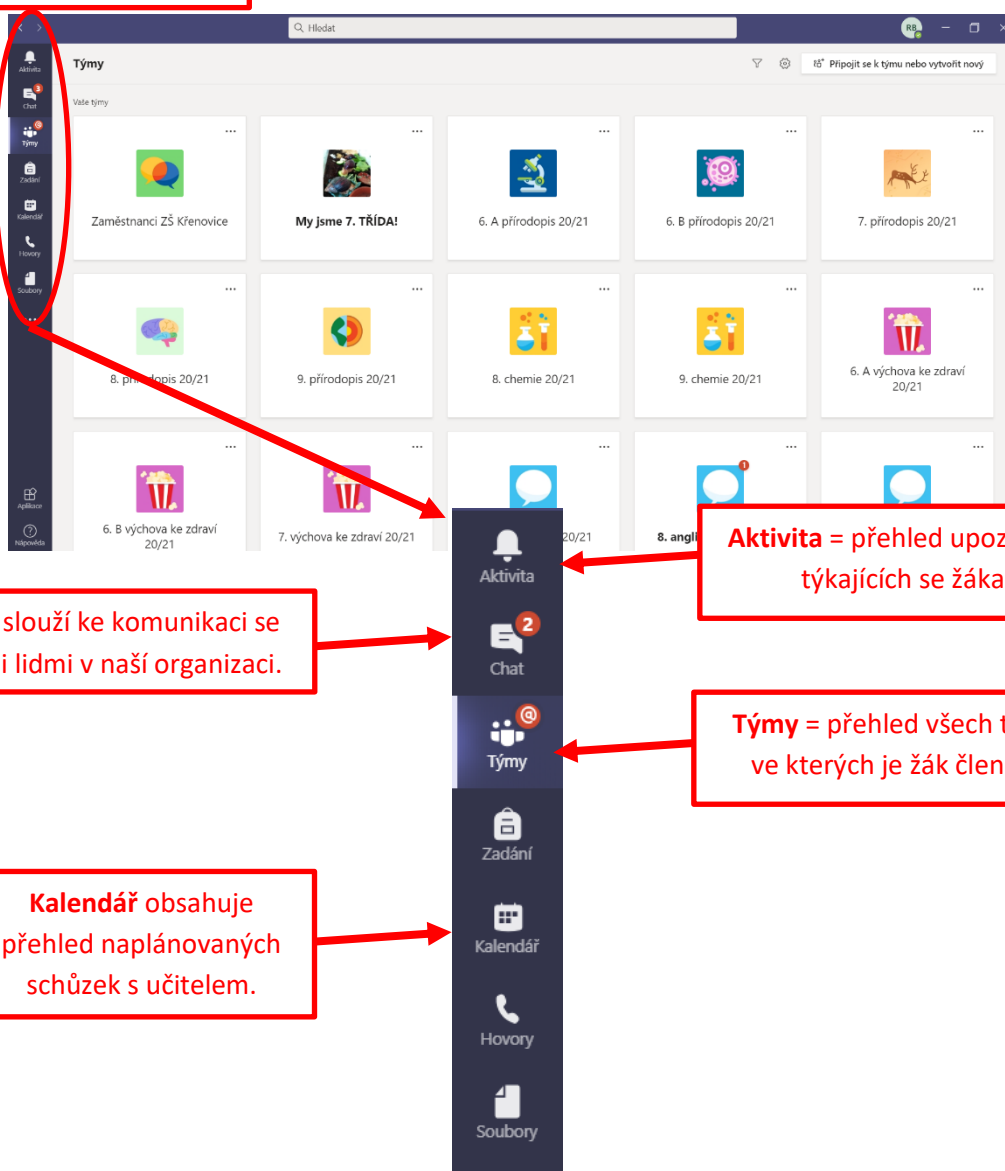 Hledat
RB
Aktivita
Týmy
Připojit se k týmu nebo vytvořit nový
3
Chat
Vaše týmy
@
Týmy
Zadání
Kalendář
Hovory
Soubory
Aplikace
Nápověda
Zaměstnanci ZŠ Křenovice
My jsme 7. TŘÍDA!
6. A přírodopis 20/21
6. B přírodopis 20/21
7. přírodopis 20/21
8. přírodopis 20/21
9. přírodopis 20/21
8. chemie 20/21
9. chemie 20/21
6. A výchova ke zdraví
20/21
6. B výchova ke zdraví
20/21
7. výchova ke zdraví 20/21
20/21
1
8.
Aktivita
Aktivita = přehled
týkajících se žáka
slouží ke komunikaci se
i lidmi v naší organizaci.
2
Chat
@
Týmy
Týmy = přehled všech
ve kterých je žák člen
Zadání
Kalendář obsahuje
přehled naplánovaných
schůzek s učitelem.
Kalendář
Hovory
Soubory